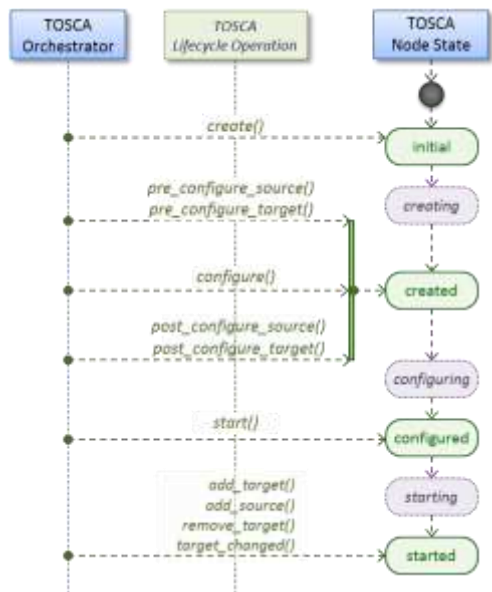 TOSCA
Orchestrator
TOSCA
Lifecycle Operation
TOSCA
Node State
create()
initial
pre_configure_source()
pre_configure_target()
creating
configure()
created
post_configure_source()
post_configure_target()
configuring
start()
configured
add_target()
add_source()
remove_target()
target_changed()
starting
started